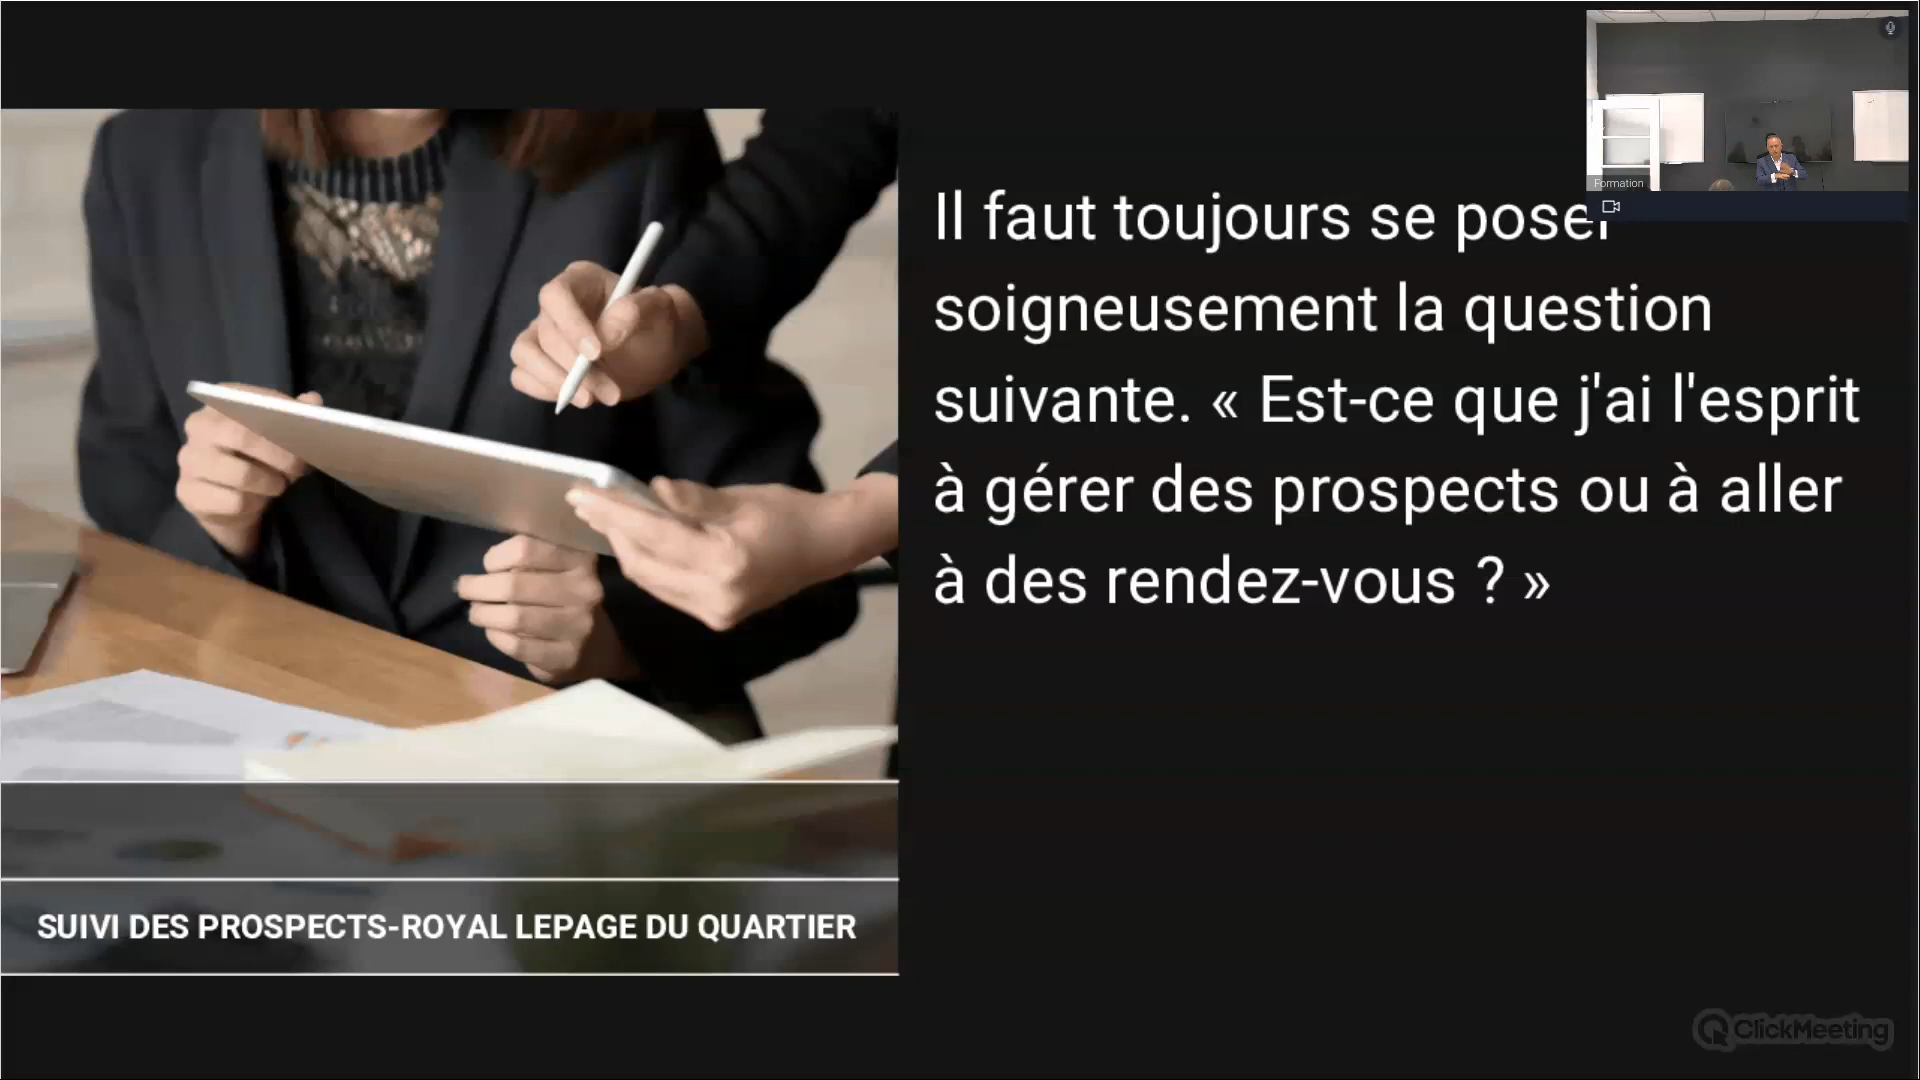 Formation
Il faut toujours se poser
soigneusement la question
suivante. « Est-ce que j'ai l'esprit
à gérer des prospects ou à aller
à des rendez-vous ? »
SUIVI DES PROSPECTS-ROYAL LEPAGE DU QUARTIER
ClickMeeting